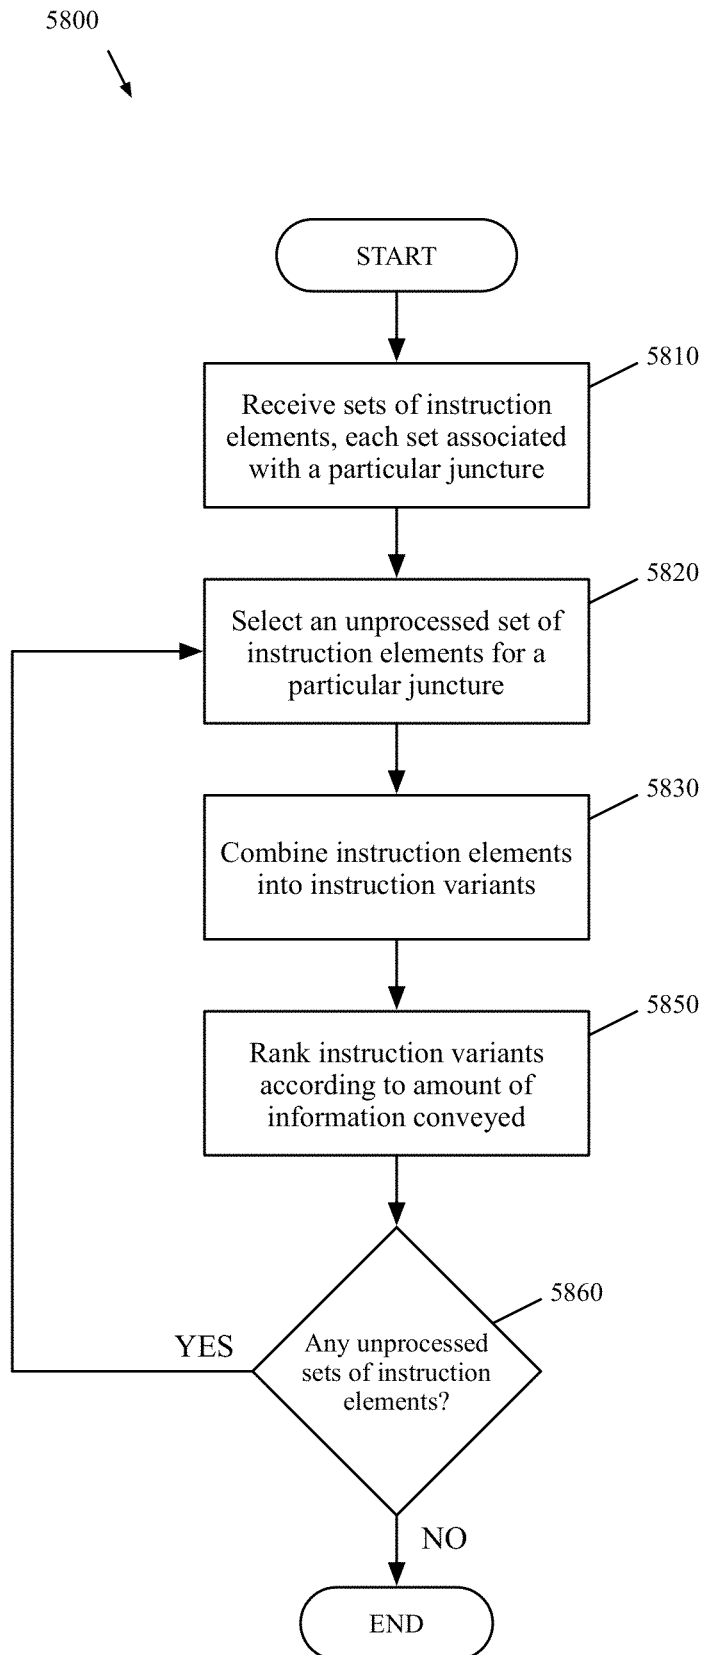 5800
START
5810
Receive sets of instruction
elements, each set associated
with a particular juncture
5820
Select an unprocessed set of
instruction elements for a
particular juncture
5830
Combine instruction elements
into instruction variants
5850
Rank instruction variants
according to amount of
information conveyed
5860
YES
Any unprocessed
sets of instruction
elements?
NO
END